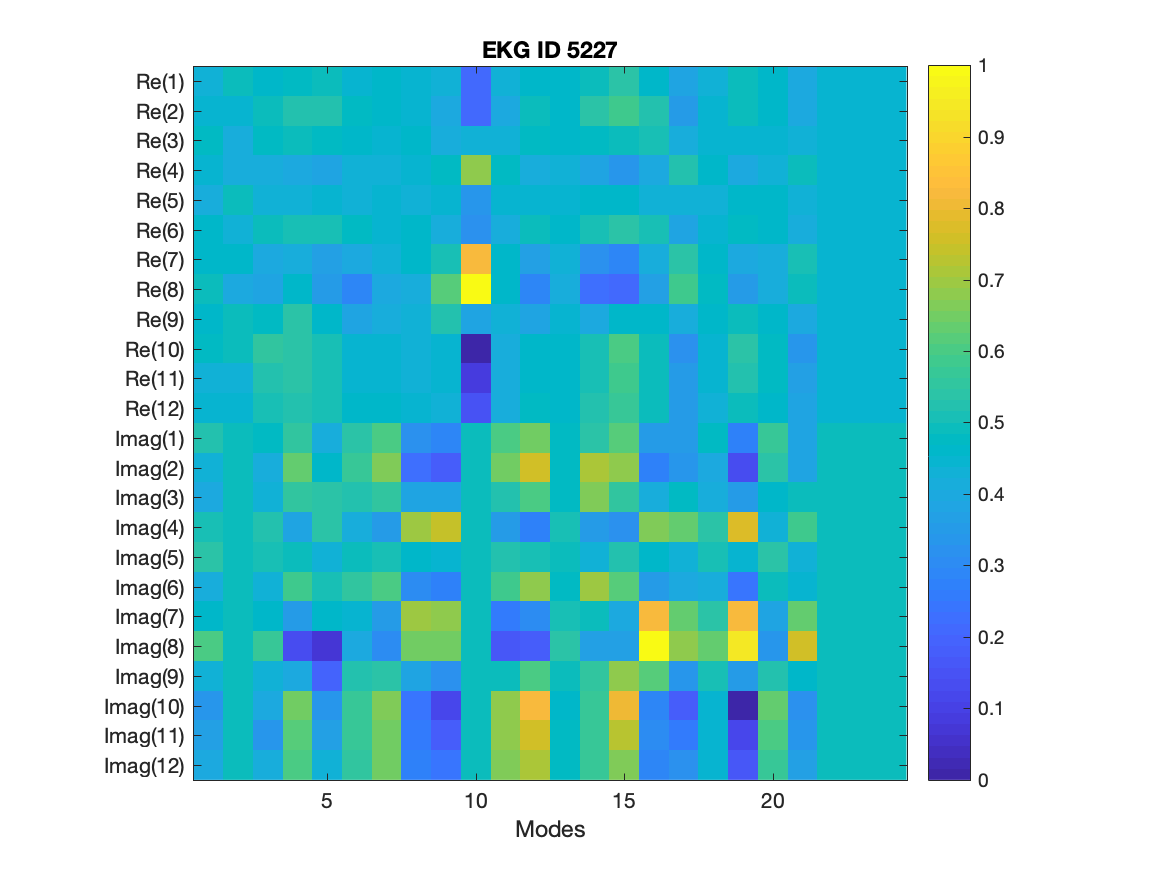 EKG ID 5227
Re(1)
Re(2)
Re(3)
Re(4)
Re(5)
Re(6)
Re(7)
Re(8)
Re(9)
Re(10)
Re(11)
Re(12)
Imag(1)
Imag(2)
Imag(3)
Imag(4)
Imag(5)
Imag(6)
Imag(7)
Imag(8)
Imag(9)
Imag(10)
Imag(11)
Imag(12)
5 10 15 20
Modes
1
0.9
0.8
0.7
0.6
0.5
0.4
0.3
0.2
0.1
0